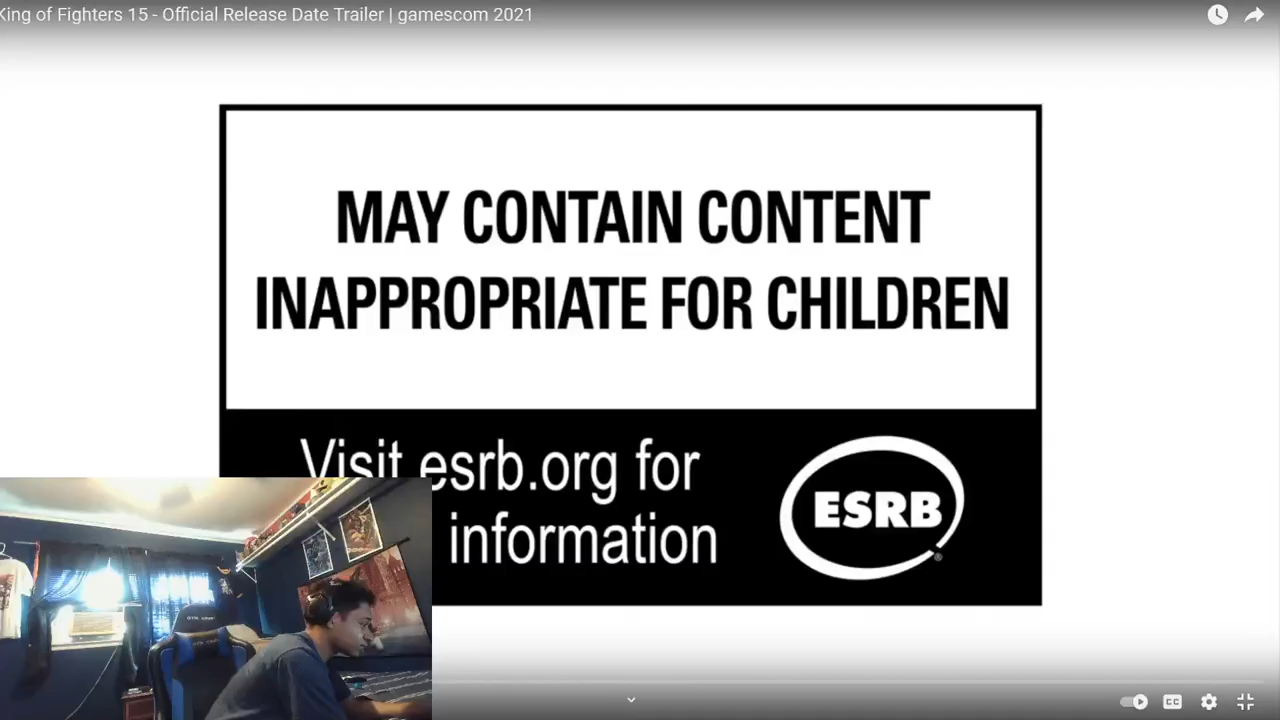 King of Fighters 15 - Official Release Date Trailer | gamescom 2021
MAY CONTAIN CONTENT
INAPPROPRIATE FOR CHILDREN
Visit esrb.org for
information
ESRB
®
CC